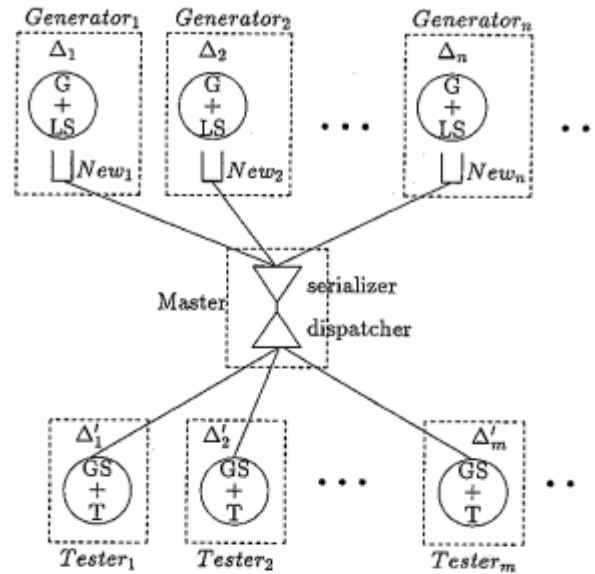 Generator₁ Generator₂ Generatorₙ
Δ₁ Δ₂ Δₙ
G G G
+ + +
LS LS LS
• • • • •
New₁ New₂ Newₙ
serializer
Master
dispatcher
Δ′₁ Δ′₂ Δ′ₘ
GS GS GS
+ + +
T T T
• • • • •
Tester₁ Tester₂ Testerₘ